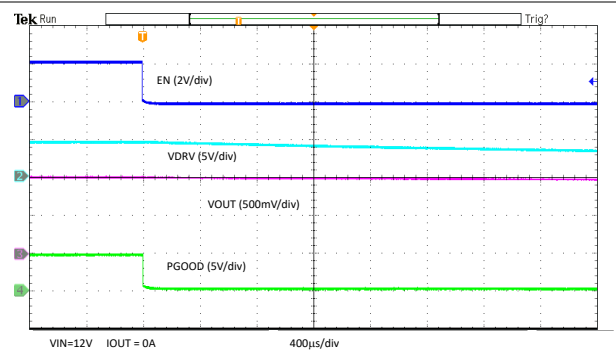 Tek Run
Trig?
T
T
EN (2V/div)
1
VDRV (5V/div)
2
VOUT (500mV/div)
3
PGOOD (5V/div)
4
VIN=12V IOUT = 0A 400µs/div